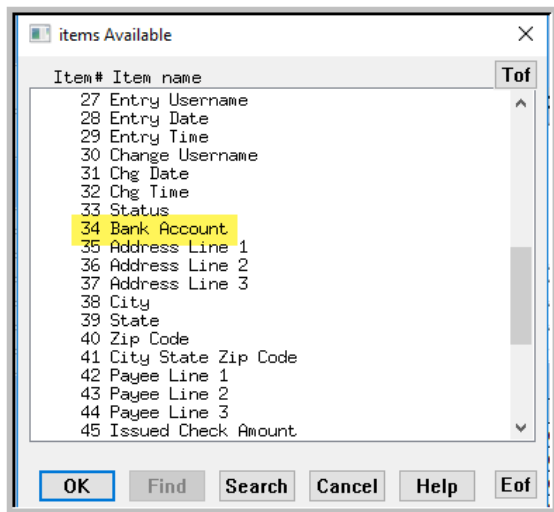 items Available
Item# Item name Tof
27 Entry Username
28 Entry Date
29 Entry Time
30 Change Username
31 Chg Date
32 Chg Time
33 Status
34 Bank Account
35 Address Line 1
36 Address Line 2
37 Address Line 3
38 City
39 State
40 Zip Code
41 City State Zip Code
42 Payee Line 1
43 Payee Line 2
44 Payee Line 3
45 Issued Check Amount
OK Find Search Cancel Help Eof